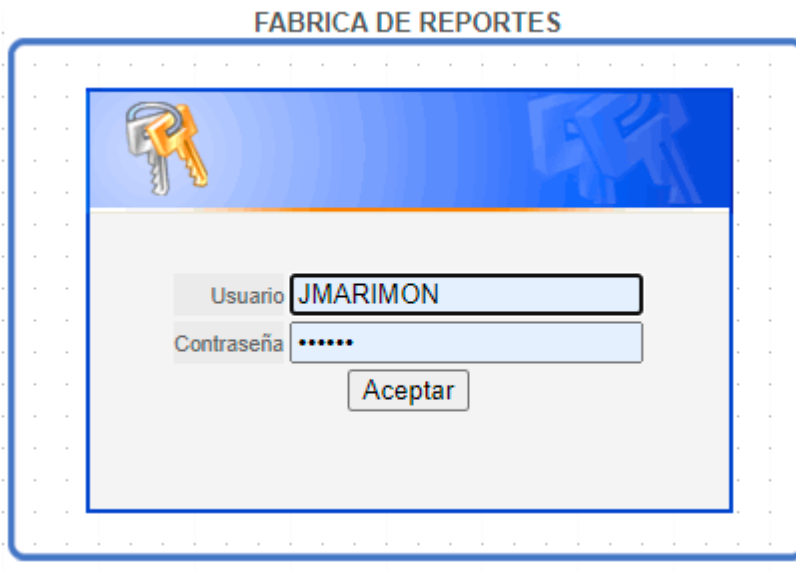 FABRICA DE REPORTES
Usuario JMARIMON
Contraseña ••••••
Aceptar